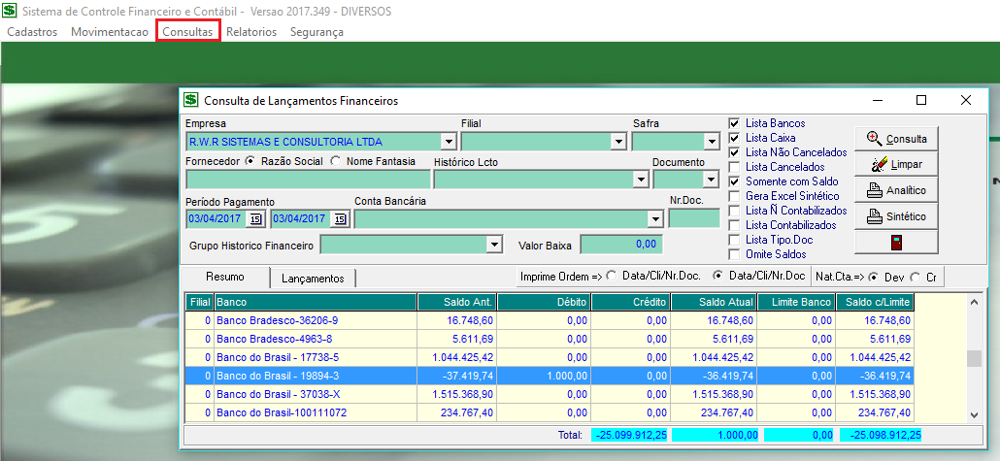 Sistema de Controle Financeiro e Contábil - Versao 2017.349 - DIVERSOS
Cadastros Movimentacao Consultas Relatorios Segurança
Consulta de Lançamentos Financeiros
Empresa Filial Safra
R.W.R SISTEMAS E CONSULTORIA LTDA
Fornecedor Razão Social Nome Fantasia Histórico Lcto Documento
Período Pagamento Conta Bancária Nr.Doc.
03/04/2017 15 03/04/2017 15
Grupo Historico Financeiro Valor Baixa 0,00
Lista Bancos
Lista Caixa
Lista Não Cancelados
Lista Cancelados
Somente com Saldo
Gera Excel Sintético
Lista Ñ Contabilizados
Lista Contabilizados
Lista Tipo.Doc
Omite Saldos
Consulta
Limpar
Analítico
Sintético
Resumo Lançamentos Imprime Ordem => Data/Cli/Nr.Doc. Data/Cli/Nr.Doc Nat.Cta.=> Dev Cr
Filial Banco Saldo Ant. Débito Crédito Saldo Atual Limite Banco Saldo c/Limite
0 Banco Bradesco-36206-9 16.748,60 0,00 0,00 16.748,60 0,00 16.748,60
0 Banco Bradesco-4963-8 5.611,69 0,00 0,00 5.611,69 0,00 5.611,69
0 Banco do Brasil - 17738-5 1.044.425,42 0,00 0,00 1.044.425,42 0,00 1.044.425,42
0 Banco do Brasil - 19894-3 -37.419,74 1.000,00 0,00 -36.419,74 0,00 -36.419,74
0 Banco do Brasil - 37038-X 1.515.368,90 0,00 0,00 1.515.368,90 0,00 1.515.368,90
0 Banco do Brasil-100111072 234.767,40 0,00 0,00 234.767,40 0,00 234.767,40
Total: -25.099.912,25 1.000,00 0,00 -25.098.912,25